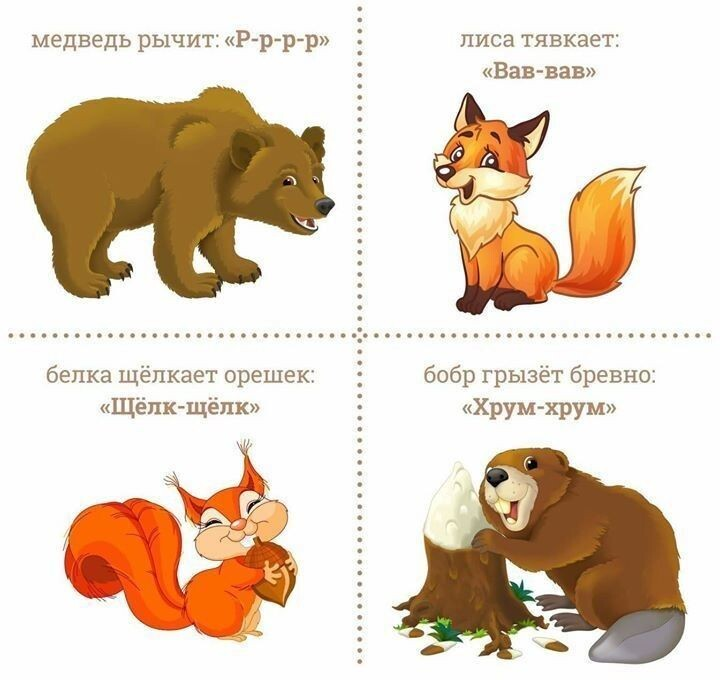 медведь рычит: «Р-р-р-р»
лиса тявкает:
«Вав-вав»
белка щёлкает орешек:
«Щёлк-щёлк»
бобр грызёт бревно:
«Хрум-хрум»